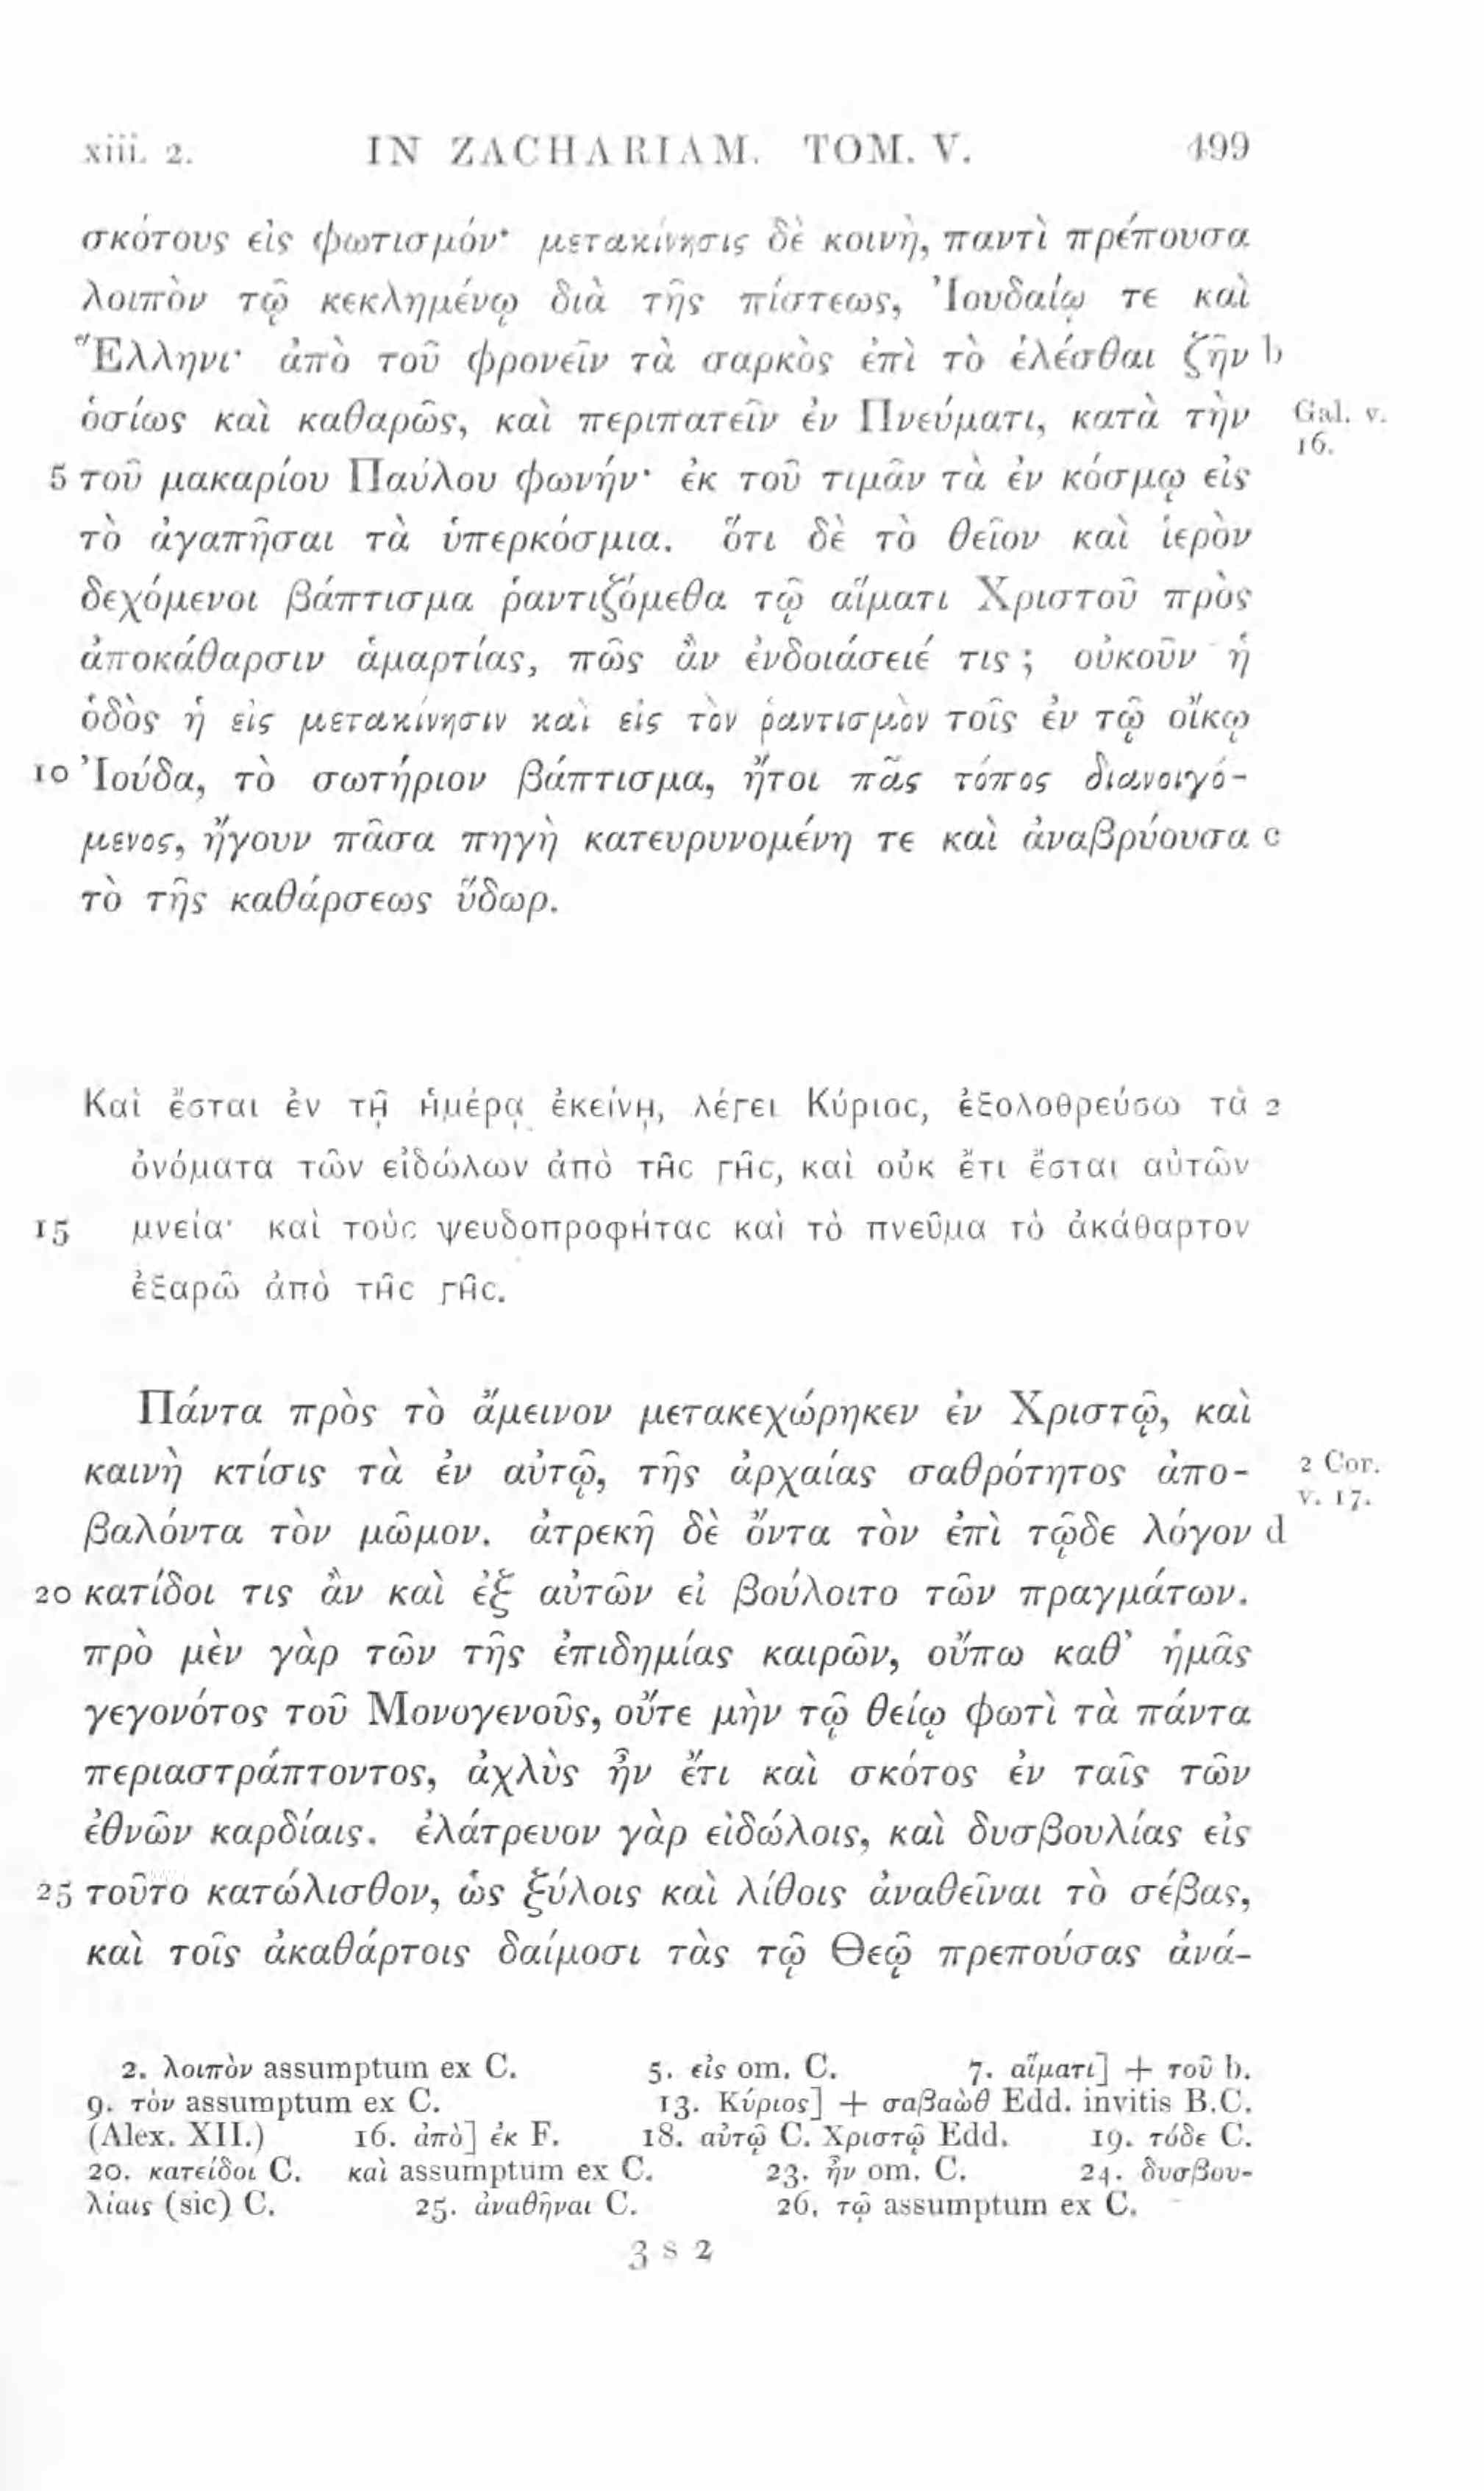 xiii. 2. IN ZACHARIAM. TOM. V. 499
σκότους εἰς φωτισμόν· μετακίνησις δὲ κοινὴ, παντὶ πρέπουσα
λοιπὸν τῷ κεκλημένῳ διὰ τῆς πίστεως, Ἰουδαίῳ τε καὶ
Ἕλληνι· ἀπὸ τοῦ φρονεῖν τὰ σαρκὸς ἐπὶ τὸ ἑλέσθαι ζῆν b
ὁσίως καὶ καθαρῶς, καὶ περιπατεῖν ἐν Πνεύματι, κατὰ τὴν Gal. v.
16.
5 τοῦ μακαρίου Παύλου φωνήν· ἐκ τοῦ τιμᾶν τὰ ἐν κόσμῳ εἰς
τὸ ἀγαπῆσαι τὰ ὑπερκόσμια. ὅτι δὲ τὸ θεῖον καὶ ἱερὸν
δεχόμενοι βάπτισμα ῥαντιζόμεθα τῷ αἵματι Χριστοῦ πρὸς
ἀποκάθαρσιν ἁμαρτίας, πῶς ἂν ἐνδοιάσειέ τις ; οὐκοῦν ἡ
ὁδὸς ἡ εἰς μετακίνησιν καὶ εἰς τὸν ῥαντισμὸν τοῖς ἐν τῷ οἴκῳ
10 Ἰούδα, τὸ σωτήριον βάπτισμα, ἤτοι πᾶς τόπος διανοιγό-
μενος, ἤγουν πᾶσα πηγὴ κατευρυνομένη τε καὶ ἀναβρύουσα c
τὸ τῆς καθάρσεως ὕδωρ.
Καὶ ἔσται ἐν τῇ ἡμέρᾳ ἐκείνῃ, λέγει Κύριος, ἐξολοθρεύσω τὰ 2
ὀνόματα τῶν εἰδώλων ἀπὸ τῆς γῆς, καὶ οὐκ ἔτι ἔσται αὐτῶν
15 μνεία· καὶ τοὺς ψευδοπροφήτας καὶ τὸ πνεῦμα τὸ ἀκάθαρτον
ἐξαρῶ ἀπὸ τῆς γῆς.
Πάντα πρὸς τὸ ἄμεινον μετακεχώρηκεν ἐν Χριστῷ, καὶ
καινὴ κτίσις τὰ ἐν αὐτῷ, τῆς ἀρχαίας σαθρότητος ἀπο- 2 Cor.
v. 17.
βαλόντα τὸν μῶμον. ἀτρεκῆ δὲ ὄντα τὸν ἐπὶ τῷδε λόγον d
20 κατίδοι τις ἂν καὶ ἐξ αὐτῶν εἰ βούλοιτο τῶν πραγμάτων.
πρὸ μὲν γὰρ τῶν τῆς ἐπιδημίας καιρῶν, οὔπω καθ’ ἡμᾶς
γεγονότος τοῦ Μονογενοῦς, οὔτε μὴν τῷ θείῳ φωτὶ τὰ πάντα
περιαστράπτοντος, ἀχλὺς ἦν ἔτι καὶ σκότος ἐν ταῖς τῶν
ἐθνῶν καρδίαις. ἐλάτρευον γὰρ εἰδώλοις, καὶ δυσβουλίας εἰς
25 τοῦτο κατώλισθον, ὡς ξύλοις καὶ λίθοις ἀναθεῖναι τὸ σέβας,
καὶ τοῖς ἀκαθάρτοις δαίμοσι τὰς τῷ Θεῷ πρεπούσας ἀνά-
2. λοιπὸν assumptum ex C. 5. εἰς om. C. 7. αἵματι] + τοῦ b.
9. τὸν assumptum ex C. 13. Κύριος] + σαβαὼθ Edd. invitis B.C.
(Alex. XII.) 16. ἀπὸ] ἐκ F. 18. αὐτῷ C. Χριστῷ Edd. 19. τόδε C.
20. κατείδοι C. καὶ assumptum ex C. 23. ἦν om. C. 24. δυσβου-
λίαις (sic) C. 25. ἀναθῆναι C. 26. τῷ assumptum ex C.
3 s 2